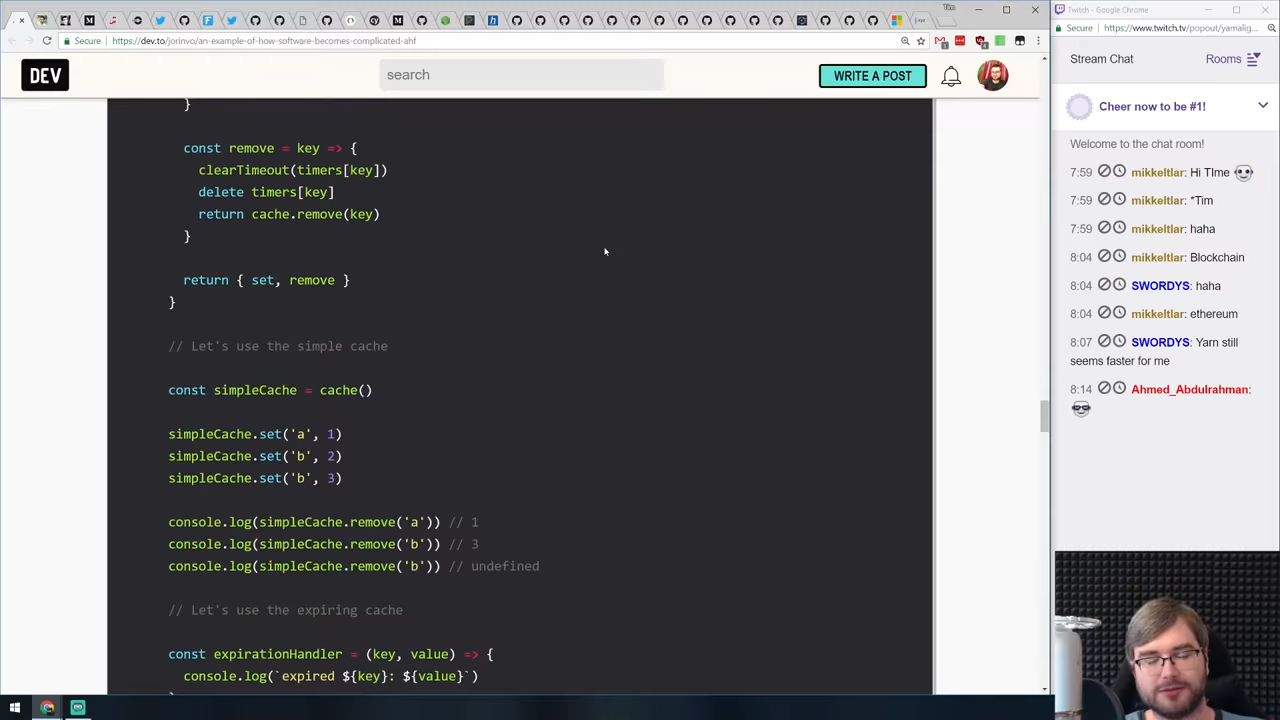 Tim
Secure
https://dev.to/jorinvo/an-example-of-how-software-becomes-complicated-ahf
DEV
search
WRITE A POST
}
const remove = key => {
clearTimeout(timers[key])
delete timers[key]
return cache.remove(key)
}
return { set, remove }
}
// Let's use the simple cache
const simpleCache = cache()
simpleCache.set('a', 1)
simpleCache.set('b', 2)
simpleCache.set('b', 3)
console.log(simpleCache.remove('a')) // 1
console.log(simpleCache.remove('b')) // 3
console.log(simpleCache.remove('b')) // undefined
// Let's use the expiring cache
const expirationHandler = (key, value) => {
console.log(`expired ${key}: ${value}`)
Twitch - Google Chrome
Secure
https://www.twitch.tv/popout/yamalig
Stream Chat
Rooms
Cheer now to be #1!
Welcome to the chat room!
7:59 mikkeltlar: Hi TIme
7:59 mikkeltlar: *Tim
7:59 mikkeltlar: haha
8:04 mikkeltlar: Blockchain
8:04 SWORDYS: haha
8:04 mikkeltlar: ethereum
8:07 SWORDYS: Yarn still
seems faster for me
8:14 Ahmed_Abdulrahman: